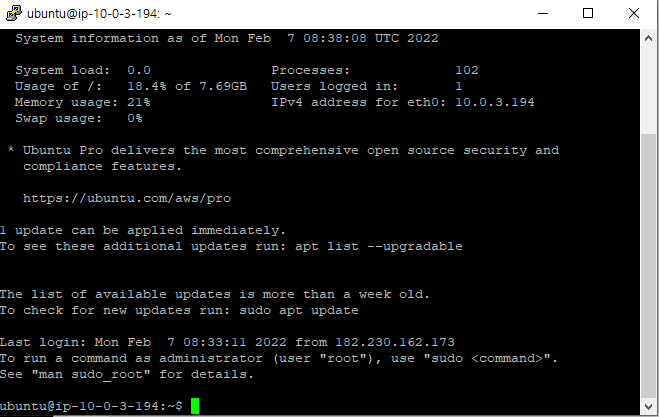 ubuntu@ip-10-0-3-194: ~
System information as of Mon Feb  7 08:38:08 UTC 2022
System load:  0.0               Processes:             102
Usage of /:   18.4% of 7.69GB   Users logged in:       1
Memory usage: 21%               IPv4 address for eth0: 10.0.3.194
Swap usage:   0%
* Ubuntu Pro delivers the most comprehensive open source security and
compliance features.
https://ubuntu.com/aws/pro
1 update can be applied immediately.
To see these additional updates run: apt list --upgradable
The list of available updates is more than a week old.
To check for new updates run: sudo apt update
Last login: Mon Feb  7 08:33:11 2022 from 182.230.162.173
To run a command as administrator (user "root"), use "sudo <command>".
See "man sudo_root" for details.
ubuntu@ip-10-0-3-194:~$